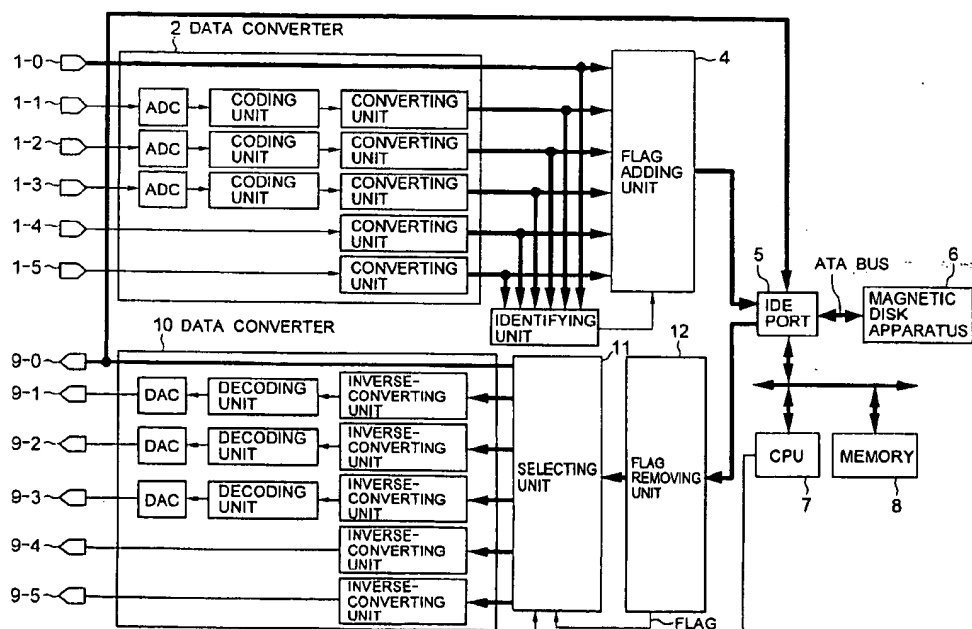 2 DATA CONVERTER
1-0
4
1-1
ADC
CODING UNIT
CONVERTING UNIT
1-2
ADC
CODING UNIT
CONVERTING UNIT
FLAG ADDING UNIT
1-3
ADC
CODING UNIT
CONVERTING UNIT
1-4
CONVERTING UNIT
1-5
CONVERTING UNIT
5
ATA BUS
6
IDE PORT
MAGNETIC DISK APPARATUS
IDENTIFYING UNIT
10 DATA CONVERTER
11
12
9-0
9-1
DAC
DECODING UNIT
INVERSE-CONVERTING UNIT
9-2
DAC
DECODING UNIT
INVERSE-CONVERTING UNIT
SELECTING UNIT
FLAG REMOVING UNIT
CPU
MEMORY
7
8
9-3
DAC
DECODING UNIT
INVERSE-CONVERTING UNIT
9-4
INVERSE-CONVERTING UNIT
9-5
INVERSE-CONVERTING UNIT
FLAG